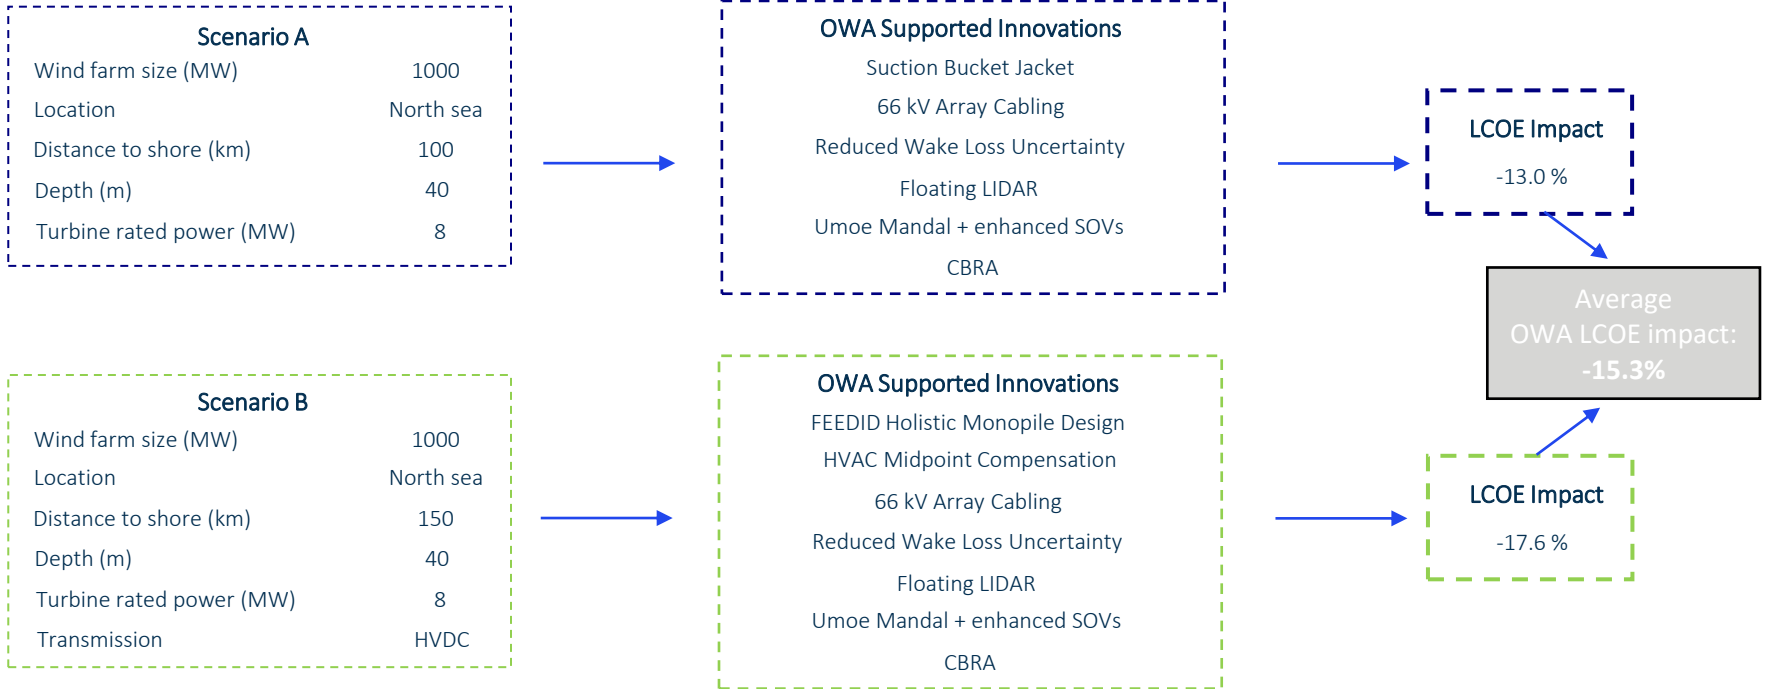 Scenario A
Wind farm size (MW) 1000
Location North sea
Distance to shore (km) 100
Depth (m) 40
Turbine rated power (MW) 8
OWA Supported Innovations
Suction Bucket Jacket
66 kV Array Cabling
Reduced Wake Loss Uncertainty
Floating LIDAR
Umoe Mandal + enhanced SOVs
CBRA
LCOE Impact
-13.0 %
Average
OWA LCOE impact:
-15.3%
Scenario B
Wind farm size (MW) 1000
Location North sea
Distance to shore (km) 150
Depth (m) 40
Turbine rated power (MW) 8
Transmission HVDC
OWA Supported Innovations
FEEDID Holistic Monopile Design
HVAC Midpoint Compensation
66 kV Array Cabling
Reduced Wake Loss Uncertainty
Floating LIDAR
Umoe Mandal + enhanced SOVs
CBRA
LCOE Impact
-17.6 %